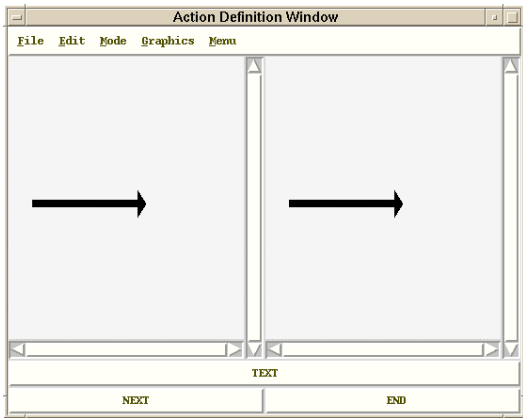 Action Definition Window
File Edit Mode Graphics Menu
TEXT
NEXT END